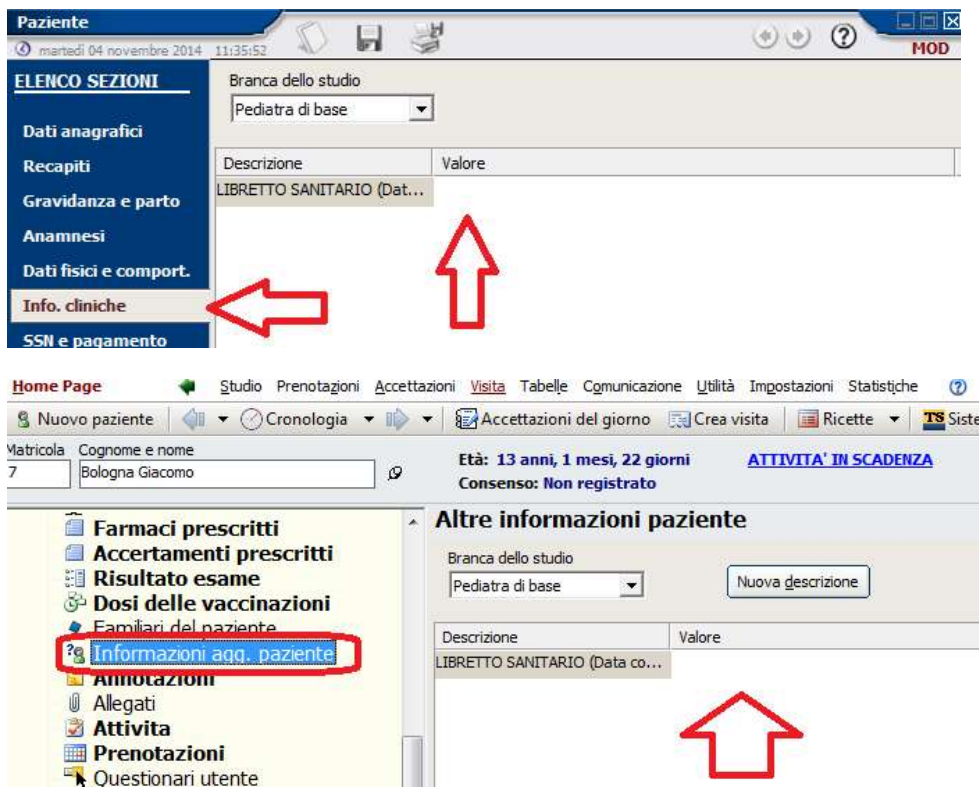 Paziente
martedì 04 novembre 2014 11:35:52
MOD
ELENCO SEZIONI
Branca dello studio
Pediatra di base
Dati anagrafici
Recapiti
Descrizione Valore
LIBRETTO SANITARIO (Dat...
Gravidanza e parto
Anamnesi
Dati fisici e comport.
Info. cliniche
SSN e pagamento
Home Page Studio Prenotazioni Accettazioni Visita Tabelle Comunicazione Utilità Impostazioni Statistiche
Nuovo paziente Cronologia Accettazioni del giorno Crea visita Ricette TS Siste
Matricola Cognome e nome
7 Bologna Giacomo
Età: 13 anni, 1 mesi, 22 giorni ATTIVITA' IN SCADENZA
Consenso: Non registrato
Farmaci prescritti
Accertamenti prescritti
Risultato esame
Dosi delle vaccinazioni
Familiari del paziente
Informazioni agg. paziente
Annotazioni
Allegati
Attivita
Prenotazioni
Questionari utente
Altre informazioni paziente
Branca dello studio
Pediatra di base Nuova descrizione
Descrizione Valore
LIBRETTO SANITARIO (Data co...